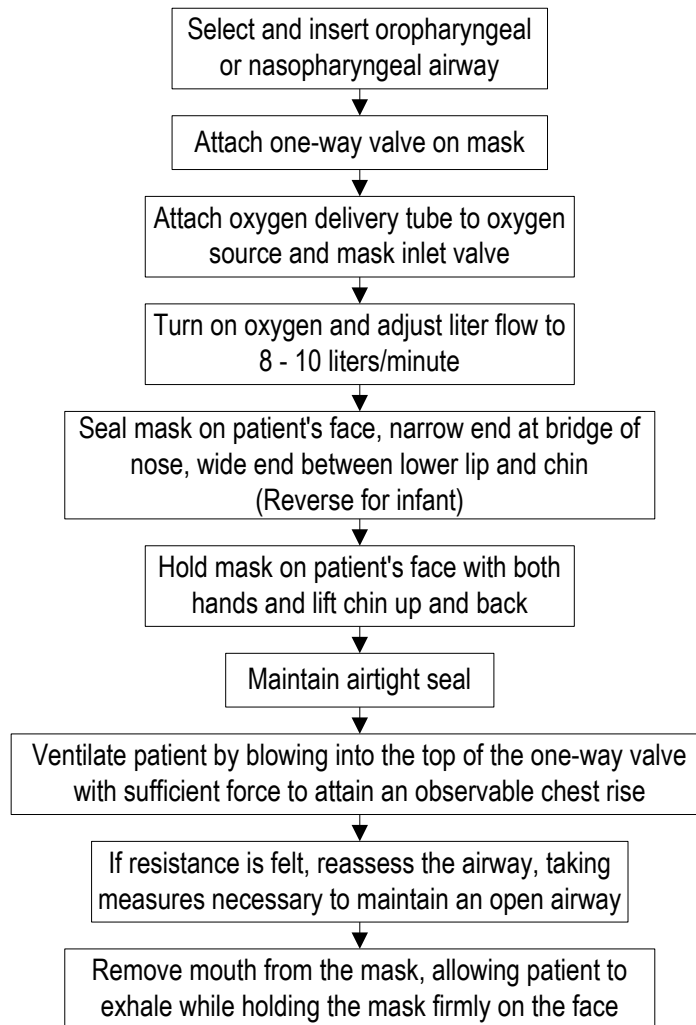 Select and insert oropharyngeal
or nasopharyngeal airway
Attach one-way valve on mask
Attach oxygen delivery tube to oxygen
source and mask inlet valve
Turn on oxygen and adjust liter flow to
8 - 10 liters/minute
Seal mask on patient's face, narrow end at bridge of
nose, wide end between lower lip and chin
(Reverse for infant)
Hold mask on patient's face with both
hands and lift chin up and back
Maintain airtight seal
Ventilate patient by blowing into the top of the one-way valve
with sufficient force to attain an observable chest rise
If resistance is felt, reassess the airway, taking
measures necessary to maintain an open airway
Remove mouth from the mask, allowing patient to
exhale while holding the mask firmly on the face